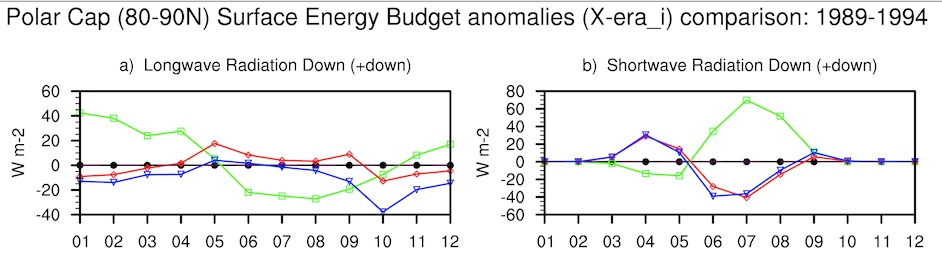 Polar Cap (80-90N) Surface Energy Budget anomalies (X-era_i) comparison: 1989-1994
a) Longwave Radiation Down (+down)
W m-2
60
40
20
0
-20
-40
01 02 03 04 05 06 07 08 09 10 11 12
b) Shortwave Radiation Down (+down)
W m-2
80
60
40
20
0
-20
-40
-60
01 02 03 04 05 06 07 08 09 10 11 12